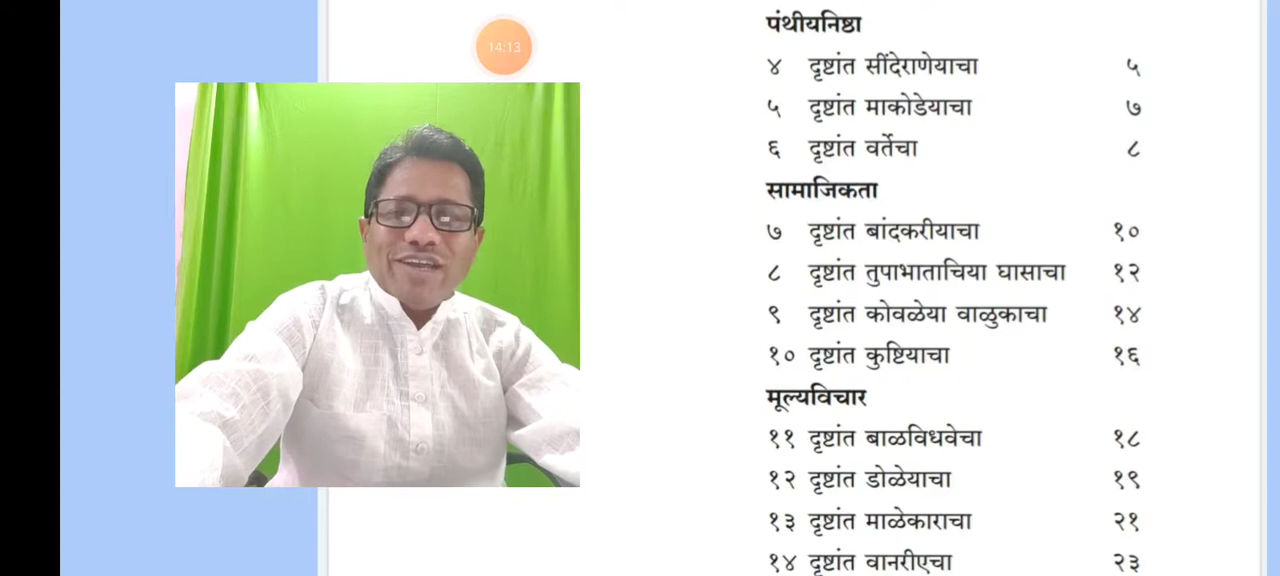 14:13
पंथीयनिष्ठा
४ दृष्टांत सींदेराणेयाचा ५
५ दृष्टांत माकोडेयाचा ७
६ दृष्टांत वर्तेचा ८
सामाजिकता
७ दृष्टांत बांदकरीयाचा १०
८ दृष्टांत तुपाभाताचिया घासाचा १२
९ दृष्टांत कोवळेया वाळुकाचा १४
१० दृष्टांत कुष्टियाचा १६
मूल्यविचार
११ दृष्टांत बाळविधवेचा १८
१२ दृष्टांत डोळेयाचा १९
१३ दृष्टांत माळेकाराचा २१
१४ दृष्टांत वानरीएचा २३